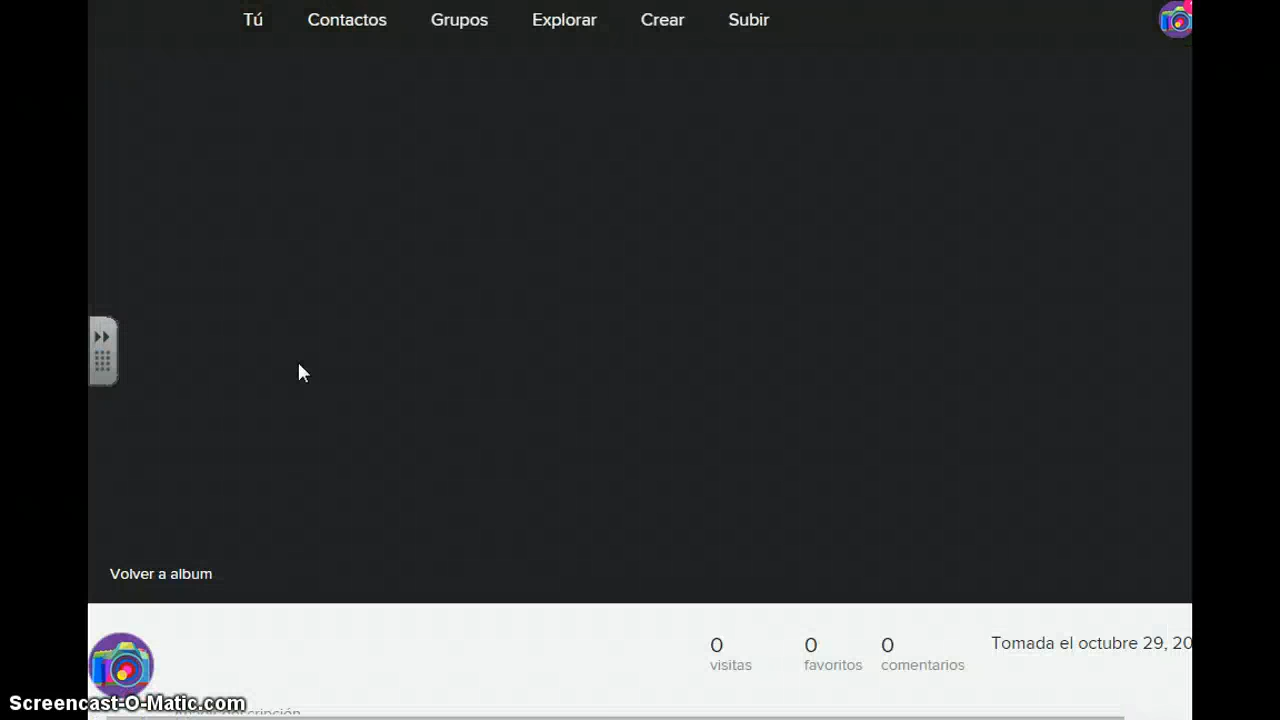 Tú Contactos Grupos Explorar Crear Subir
Volver a album
0 0 0 Tomada el octubre 29, 20
visitas favoritos comentarios
Screencast-O-Matic.com